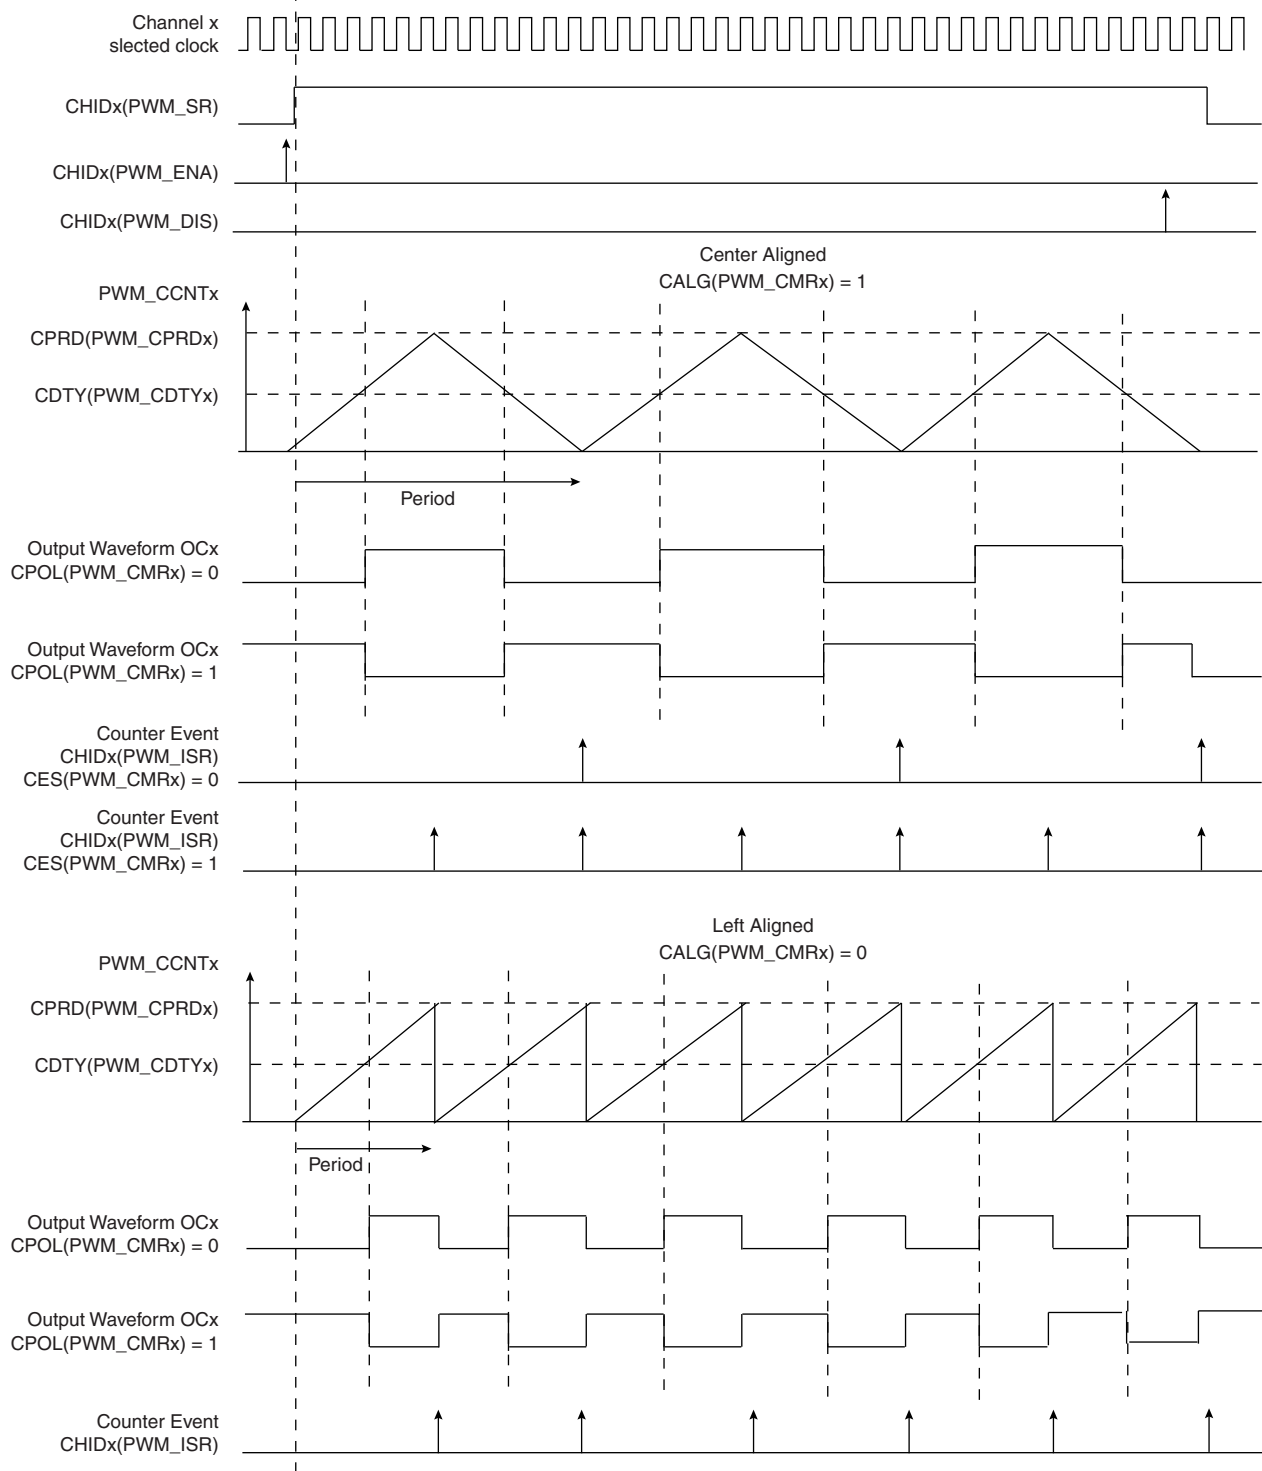 Channel x
slected clock
CHIDx(PWM_SR)
CHIDx(PWM_ENA)
CHIDx(PWM_DIS)
Center Aligned
CALG(PWM_CMRx) = 1
PWM_CCNTx
CPRD(PWM_CPRDx)
CDTY(PWM_CDTYx)
Period
Output Waveform OCx
CPOL(PWM_CMRx) = 0
Output Waveform OCx
CPOL(PWM_CMRx) = 1
Counter Event
CHIDx(PWM_ISR)
CES(PWM_CMRx) = 0
Counter Event
CHIDx(PWM_ISR)
CES(PWM_CMRx) = 1
Left Aligned
CALG(PWM_CMRx) = 0
PWM_CCNTx
CPRD(PWM_CPRDx)
CDTY(PWM_CDTYx)
Period
Output Waveform OCx
CPOL(PWM_CMRx) = 0
Output Waveform OCx
CPOL(PWM_CMRx) = 1
Counter Event
CHIDx(PWM_ISR)